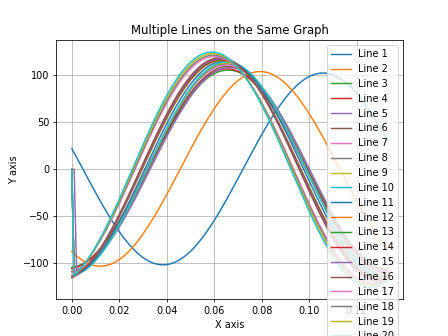 Multiple Lines on the Same Graph
Y axis
100
50
0
−50
−100
0.00
0.02
0.04
0.06
0.08
0.10
X axis
Line 1
Line 2
Line 3
Line 4
Line 5
Line 6
Line 7
Line 8
Line 9
Line 10
Line 11
Line 12
Line 13
Line 14
Line 15
Line 16
Line 17
Line 18
Line 19
Line 20